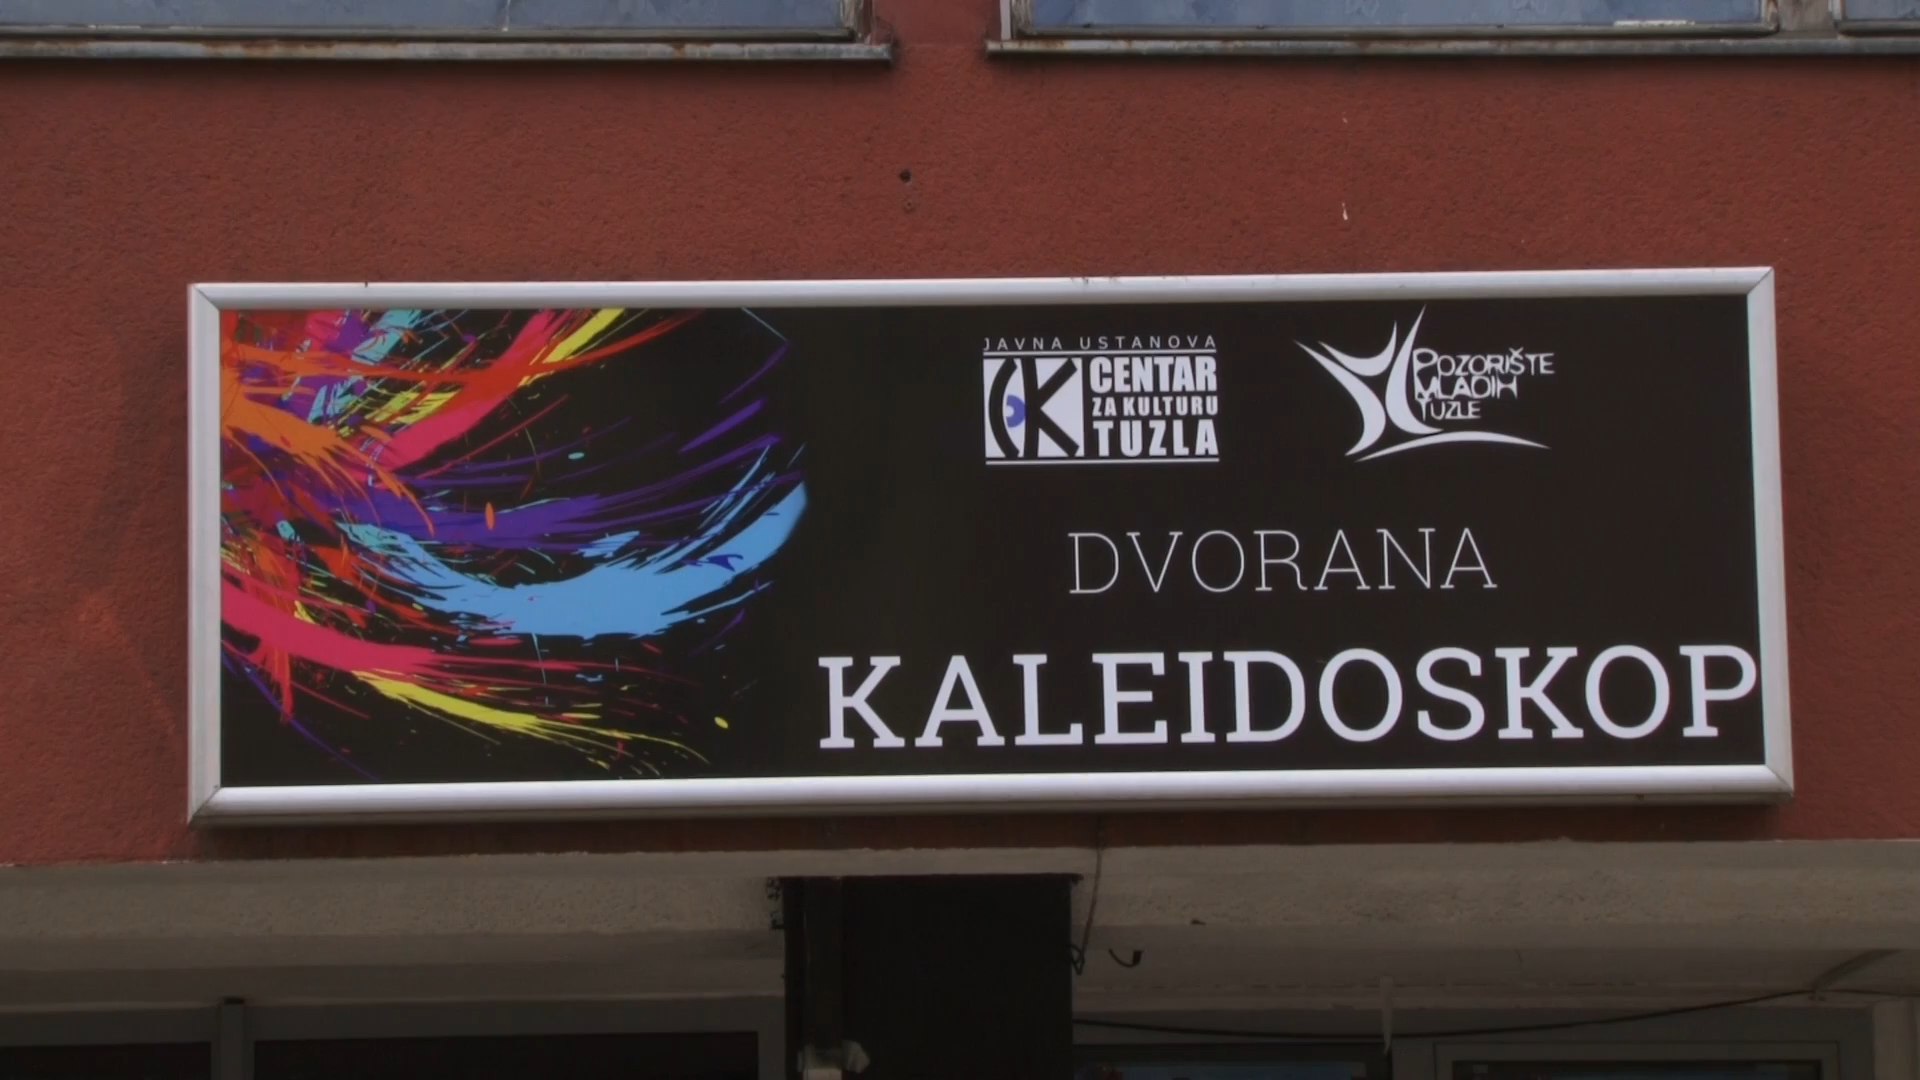 JAVNA USTANOVA
CENTAR
ZA KULTURU
TUZLA
POZORIŠTE
MLADIH
TUZLE
DVORANA
KALEIDOSKOP